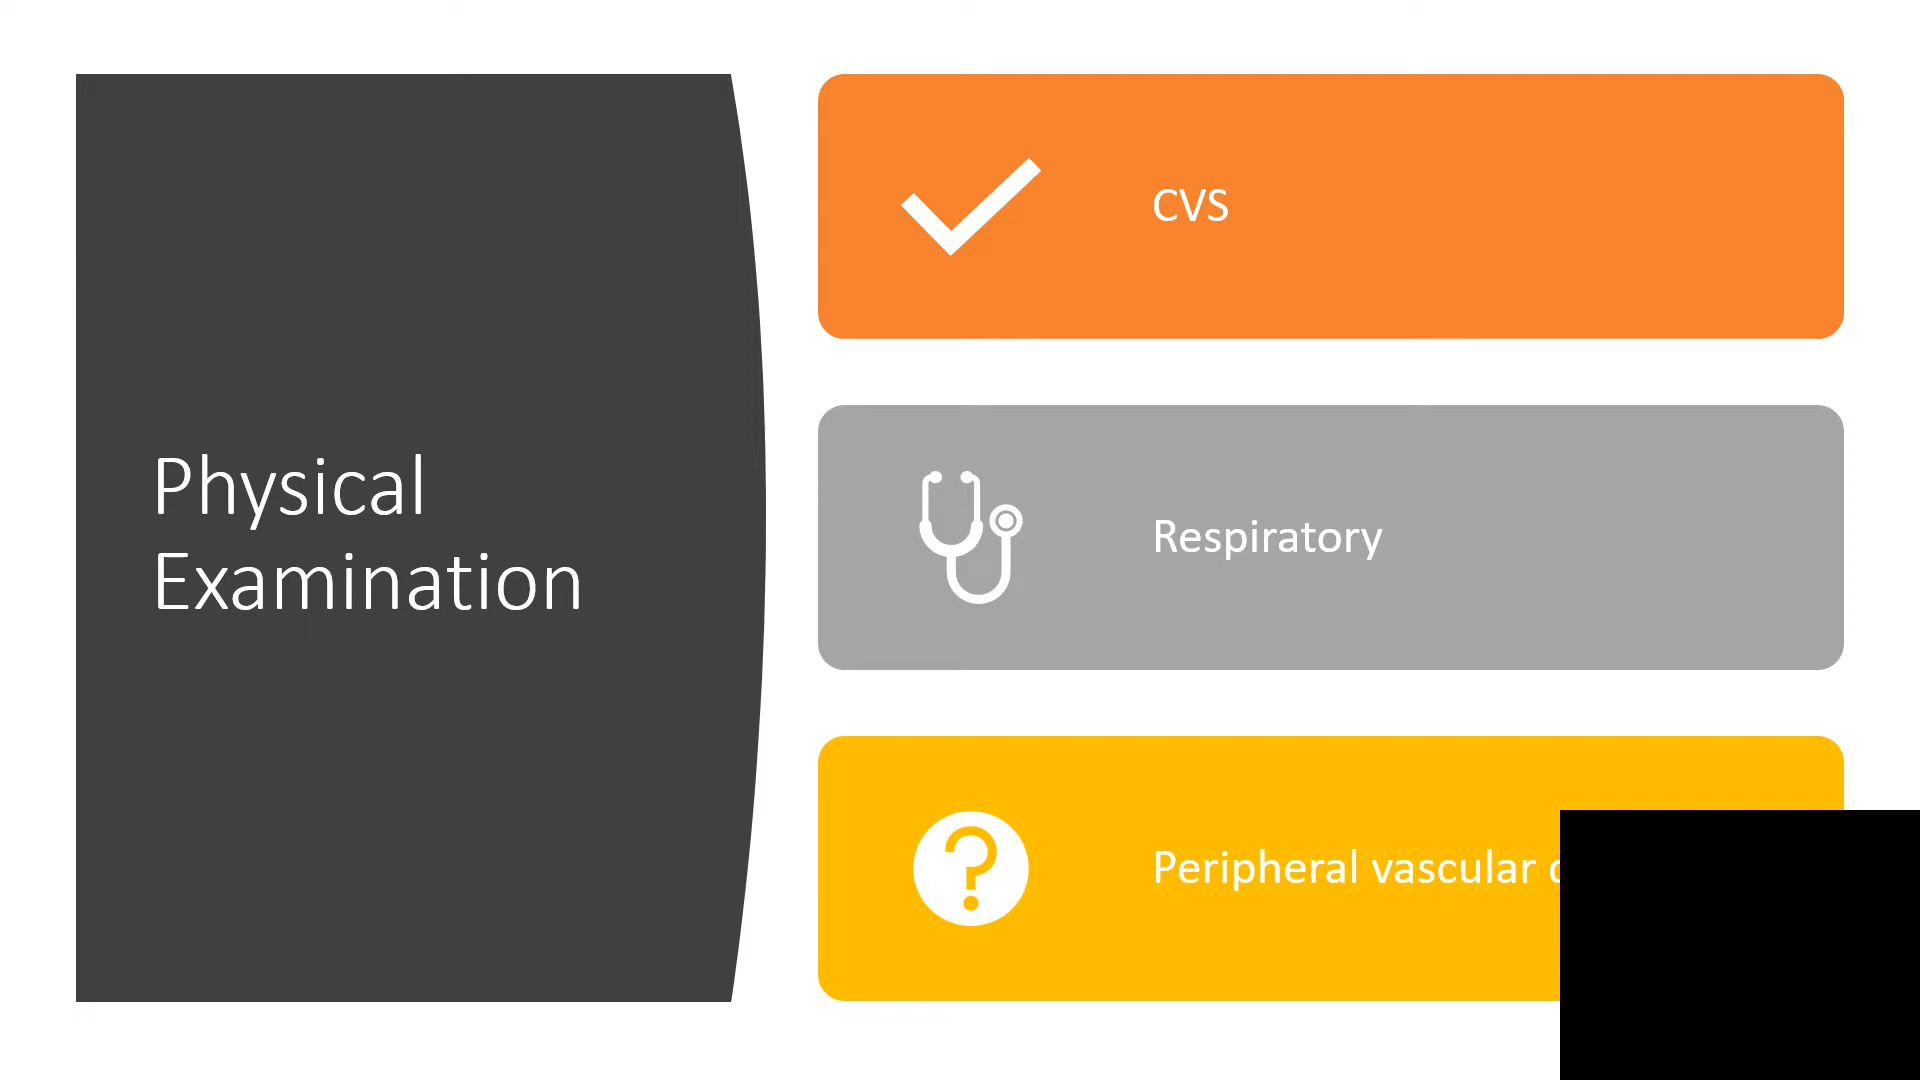 Physical
Examination
CVS
Respiratory
Peripheral vascular